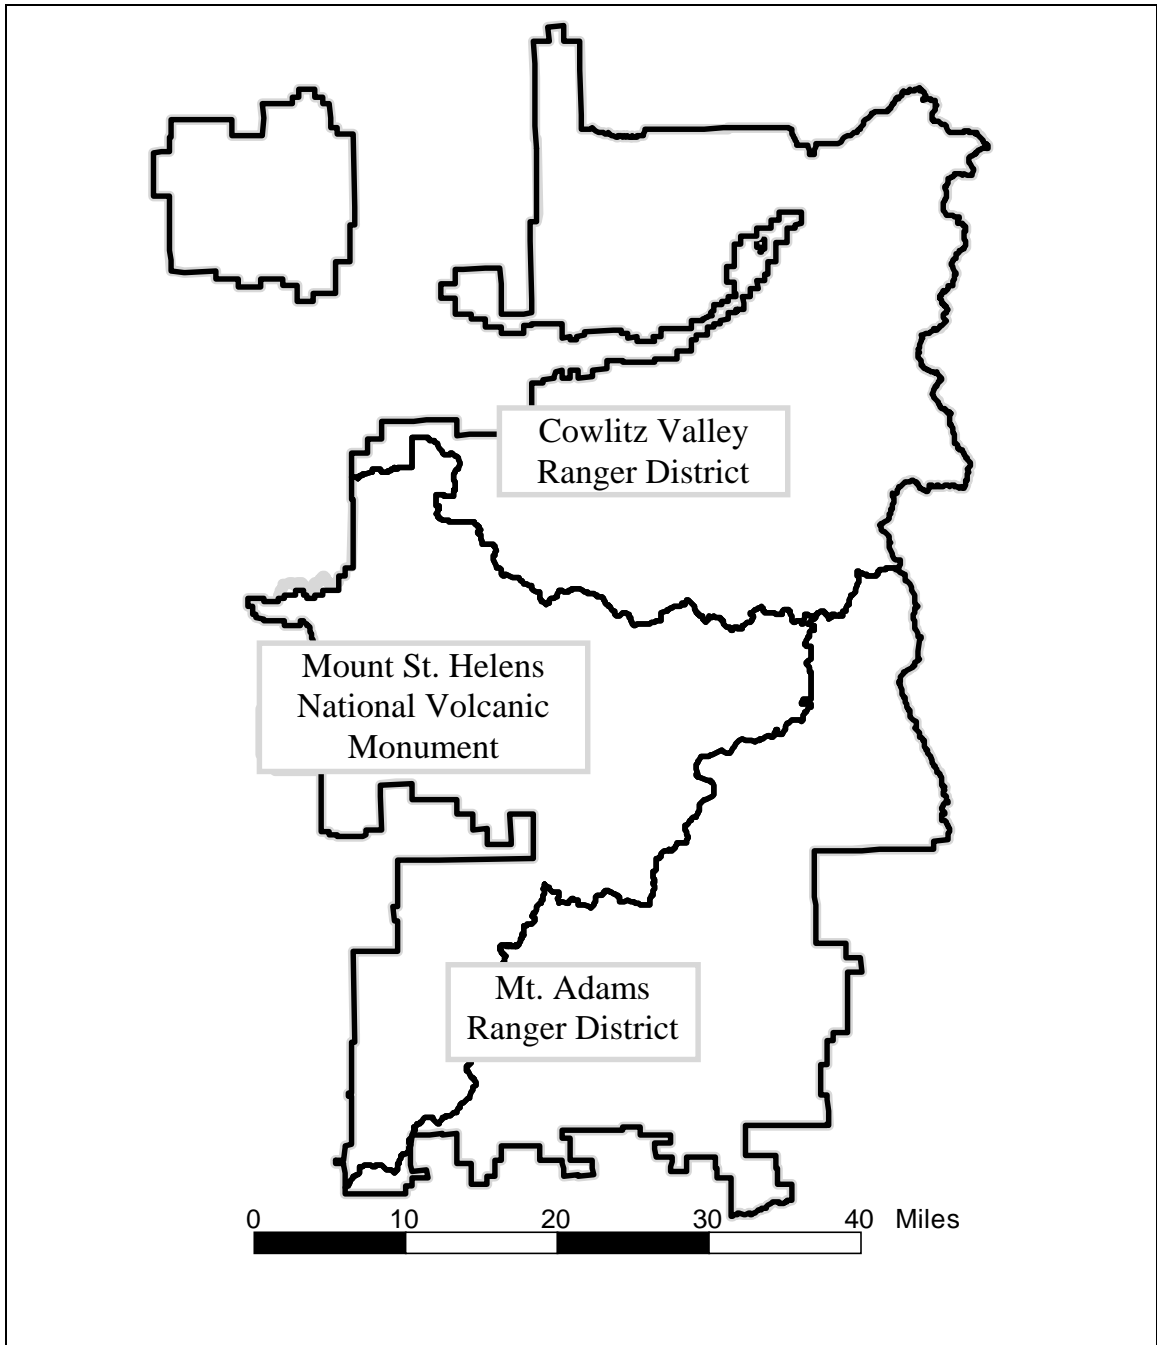 Cowlitz Valley
Ranger District
Mount St. Helens
National Volcanic
Monument
Mt. Adams
Ranger District
0 10 20 30 40 Miles